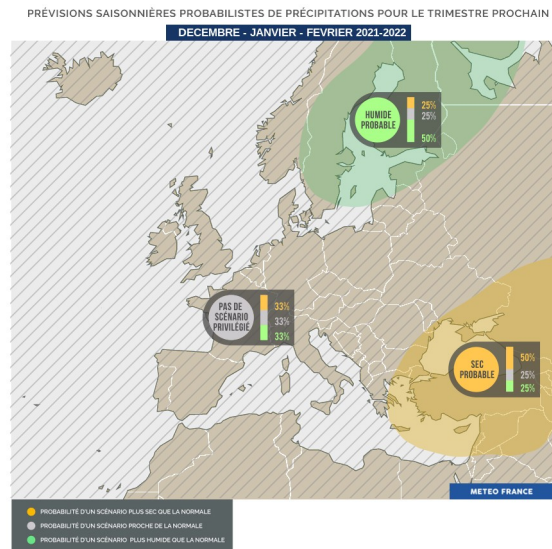 PRÉVISIONS SAISONNIÈRES PROBABILISTES DE PRÉCIPITATIONS POUR LE TRIMESTRE PROCHAIN
DECEMBRE - JANVIER - FEVRIER 2021-2022
HUMIDE
PROBABLE
25%
25%
50%
PAS DE
SCÉNARIO
PRIVILÉGIÉ
33%
33%
33%
SEC
PROBABLE
50%
25%
25%
METEO FRANCE
PROBABILITÉ D'UN SCÉNARIO PLUS SEC QUE LA NORMALE
PROBABILITÉ D'UN SCÉNARIO PROCHE DE LA NORMALE
PROBABILITÉ D'UN SCÉNARIO PLUS HUMIDE QUE LA NORMALE